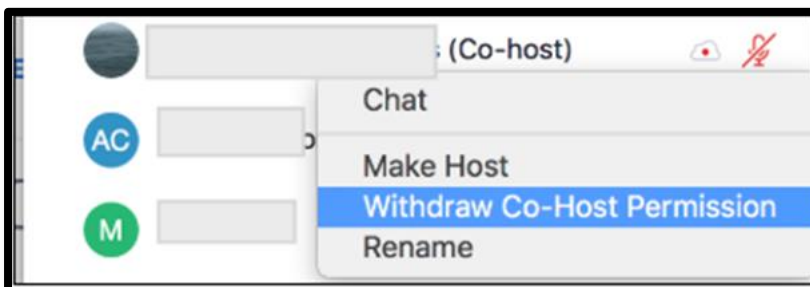 (Co-host)
Chat
AC
Make Host
Withdraw Co-Host Permission
M
Rename